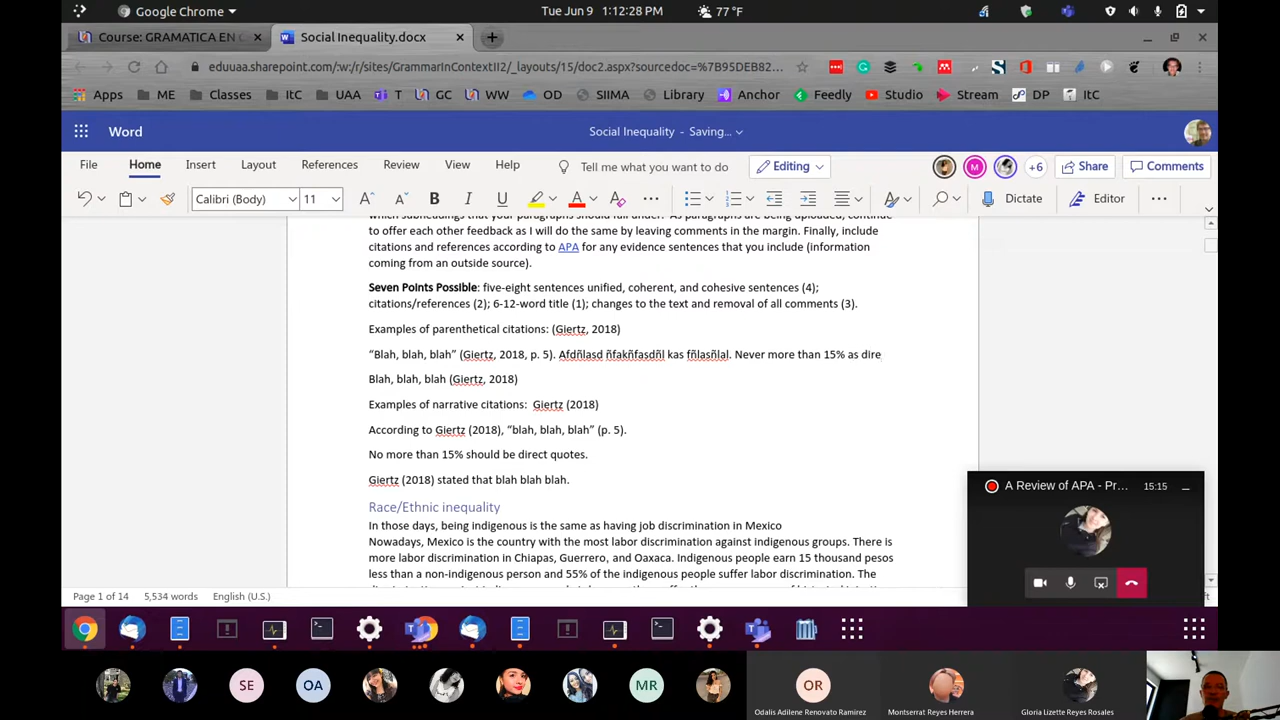 Google Chrome
Tue Jun 9 1:12:28 PM
77 °F
Course: GRAMATICA EN C
Social Inequality.docx
eduuaa.sharepoint.com/:w:/r/sites/GrammarInContextII2/_layouts/15/doc2.aspx?sourcedoc=%7B95DEB82...
Apps ME Classes ItC UAA T GC WW OD SIIMA Library Anchor Feedly Studio Stream DP ItC
Word
Social Inequality - Saving...
File Home Insert Layout References Review View Help Tell me what you want to do Editing +6 Share Comments
Calibri (Body) 11 B I U A Dictate Editor
which subheadings that your paragraphs should fall under. As paragraphs are being uploaded, continue
to offer each other feedback as I will do the same by leaving comments in the margin. Finally, include
citations and references according to APA for any evidence sentences that you include (information
coming from an outside source).
Seven Points Possible: five-eight sentences unified, coherent, and cohesive sentences (4);
citations/references (2); 6-12-word title (1); changes to the text and removal of all comments (3).
Examples of parenthetical citations: (Giertz, 2018)
“Blah, blah, blah” (Giertz, 2018, p. 5). Afdñlasd ñfakñfasdñl kas fñlasñlal. Never more than 15% as dire
Blah, blah, blah (Giertz, 2018)
Examples of narrative citations: Giertz (2018)
According to Giertz (2018), “blah, blah, blah” (p. 5).
No more than 15% should be direct quotes.
Giertz (2018) stated that blah blah blah.
Race/Ethnic inequality
In those days, being indigenous is the same as having job discrimination in Mexico
Nowadays, Mexico is the country with the most labor discrimination against indigenous groups. There is
more labor discrimination in Chiapas, Guerrero, and Oaxaca. Indigenous people earn 15 thousand pesos
less than a non-indigenous person and 55% of the indigenous people suffer labor discrimination. The
A Review of APA - Pr... 15:15
Page 1 of 14 5,534 words English (U.S.)
SE OA MR OR
Odalis Adilene Renovato Ramirez
Montserrat Reyes Herrera
Gloria Lizette Reyes Rosales